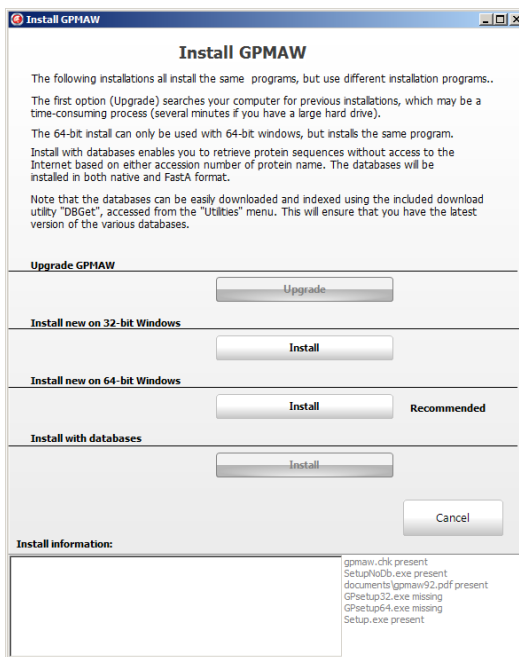 Install GPMAW
Install GPMAW
The following installations all install the same programs, but use different installation programs..
The first option (Upgrade) searches your computer for previous installations, which may be a
time-consuming process (several minutes if you have a large hard drive).
The 64-bit install can only be used with 64-bit windows, but installs the same program.
Install with databases enables you to retrieve protein sequences without access to the
Internet based on either accession number of protein name. The databases will be
installed in both native and FastA format.
Note that the databases can be easily downloaded and indexed using the included download
utility "DBGet", accessed from the "Utilities" menu. This will ensure that you have the latest
version of the various databases.
Upgrade GPMAW
Upgrade
Install new on 32-bit Windows
Install
Install new on 64-bit Windows
Install
Recommended
Install with databases
Install
Cancel
Install information:
gpmaw.chk present
SetupNoDb.exe present
documents\gpmaw92.pdf present
GPsetup32.exe missing
GPsetup64.exe missing
Setup.exe present